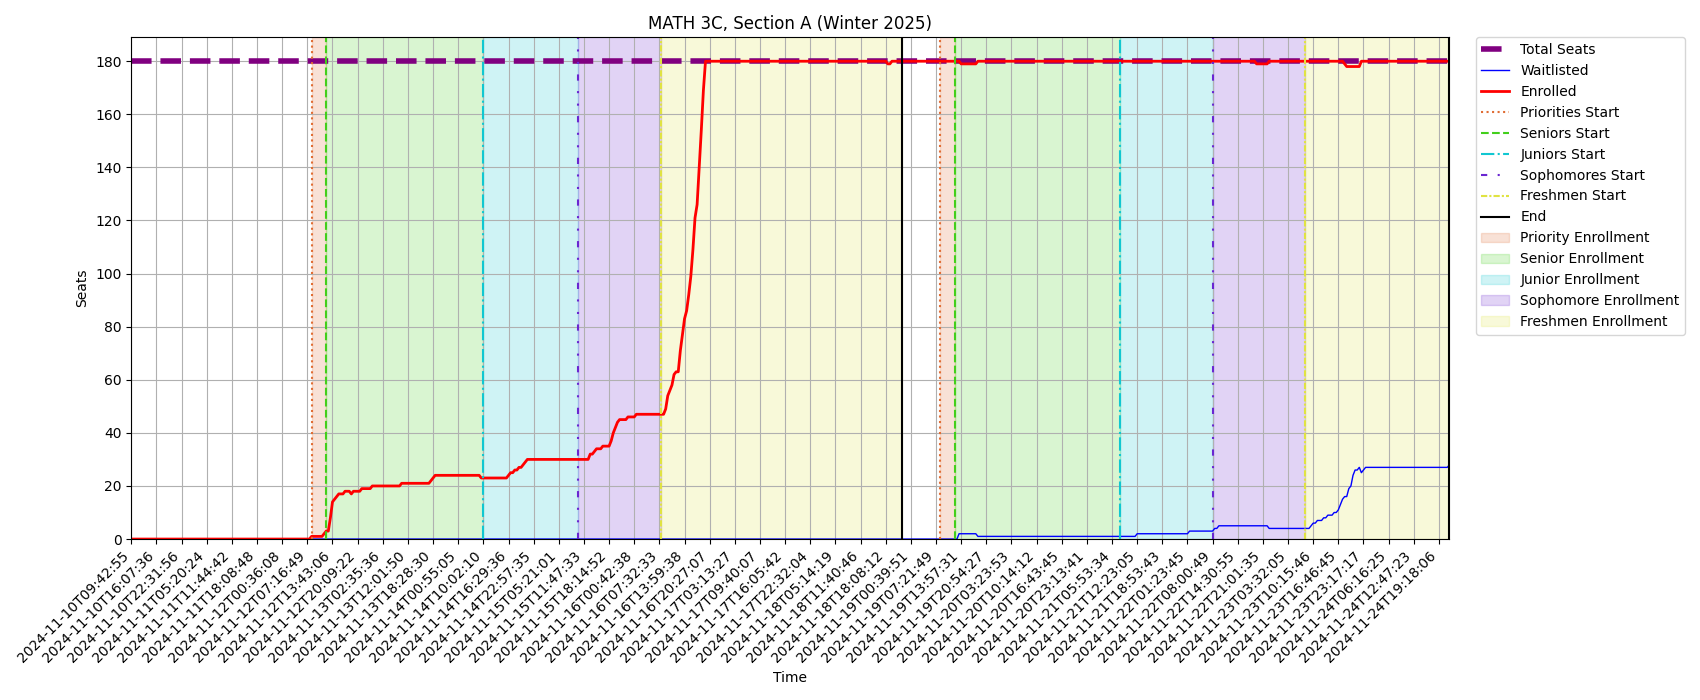 MATH 3C, Section A (Winter 2025)
Seats
180
160
140
120
100
80
60
40
20
0
2024-11-10T09:42:55
2024-11-10T16:07:36
2024-11-10T22:31:56
2024-11-11T05:20:24
2024-11-11T11:44:42
2024-11-11T18:08:48
2024-11-12T00:36:08
2024-11-12T07:16:49
2024-11-12T13:43:06
2024-11-12T20:09:22
2024-11-13T02:35:36
2024-11-13T12:01:50
2024-11-13T18:28:30
2024-11-14T00:55:05
2024-11-14T10:02:10
2024-11-14T16:29:36
2024-11-14T22:57:35
2024-11-15T05:21:01
2024-11-15T11:47:33
2024-11-15T18:14:52
2024-11-16T00:42:38
2024-11-16T07:32:33
2024-11-16T13:59:38
2024-11-16T20:27:07
2024-11-17T03:13:27
2024-11-17T09:40:07
2024-11-17T16:05:42
2024-11-17T22:32:04
2024-11-18T05:14:19
2024-11-18T11:40:46
2024-11-18T18:08:12
2024-11-19T00:39:51
2024-11-19T07:21:49
2024-11-19T13:57:31
2024-11-19T20:54:27
2024-11-20T03:23:53
2024-11-20T10:14:12
2024-11-20T16:43:45
2024-11-20T23:13:41
2024-11-21T05:53:34
2024-11-21T12:23:05
2024-11-21T18:53:43
2024-11-22T01:23:45
2024-11-22T08:00:49
2024-11-22T14:30:55
2024-11-22T21:01:35
2024-11-23T03:32:05
2024-11-23T10:15:46
2024-11-23T16:46:45
2024-11-23T23:17:17
2024-11-24T06:16:25
2024-11-24T12:47:23
2024-11-24T19:18:06
Time
Total Seats
Waitlisted
Enrolled
Priorities Start
Seniors Start
Juniors Start
Sophomores Start
Freshmen Start
End
Priority Enrollment
Senior Enrollment
Junior Enrollment
Sophomore Enrollment
Freshmen Enrollment